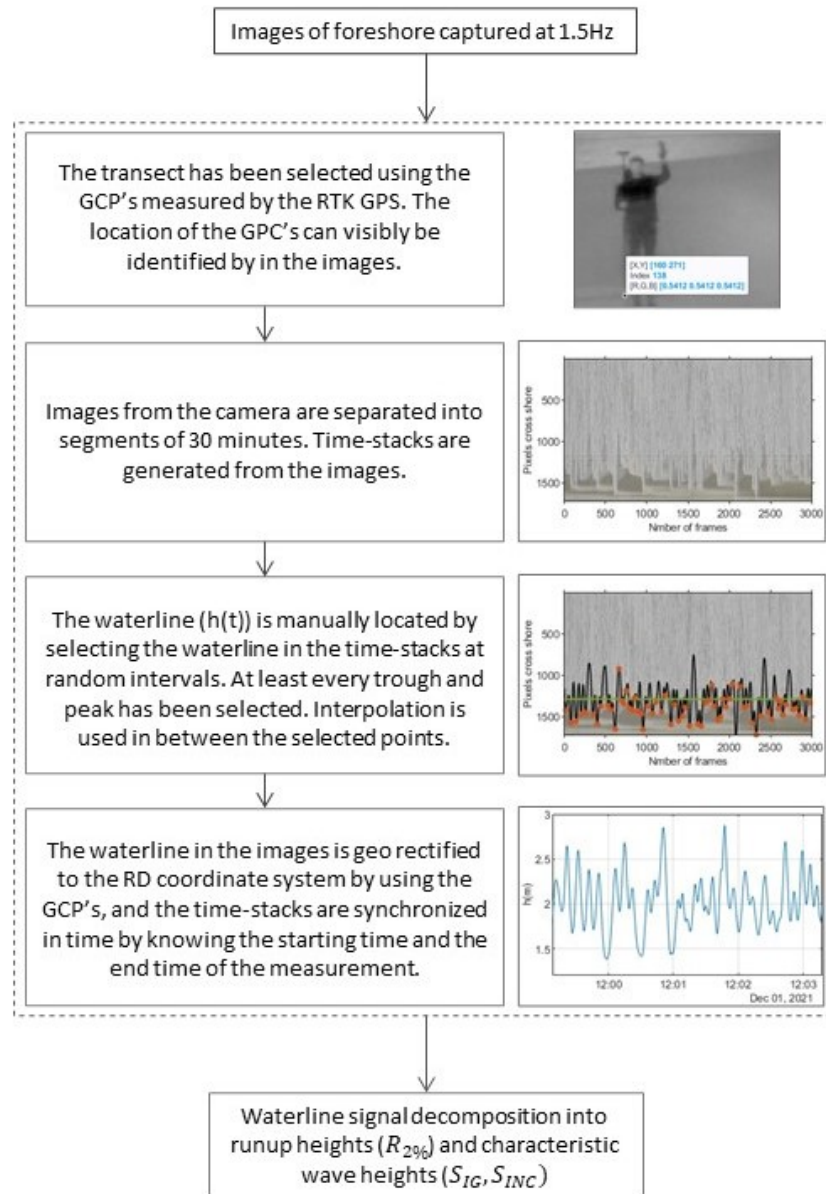 Images of foreshore captured at 1.5Hz
The transect has been selected using the
GCP's measured by the RTK GPS. The
location of the GPC's can visibly be
identified by in the images.
[X,Y] [160 271]
Index 138
[R,G,B] [0.5412 0.5412 0.5412]
Images from the camera are separated into
segments of 30 minutes. Time-stacks are
generated from the images.
Pixels cross shore
500
1000
1500
0 500 1000 1500 2000 2500 3000
Nmber of frames
The waterline (h(t)) is manually located by
selecting the waterline in the time-stacks at
random intervals. At least every trough and
peak has been selected. Interpolation is
used in between the selected points.
Pixels cross shore
500
1000
1500
0 500 1000 1500 2000 2500 3000
Nmber of frames
The waterline in the images is geo rectified
to the RD coordinate system by using the
GCP's, and the time-stacks are synchronized
in time by knowing the starting time and the
end time of the measurement.
h(m)
3
2.5
2
1.5
12:00 12:01 12:02 12:03
Dec 01, 2021
Waterline signal decomposition into
runup heights (R2%) and characteristic
wave heights (SIG, SINC)